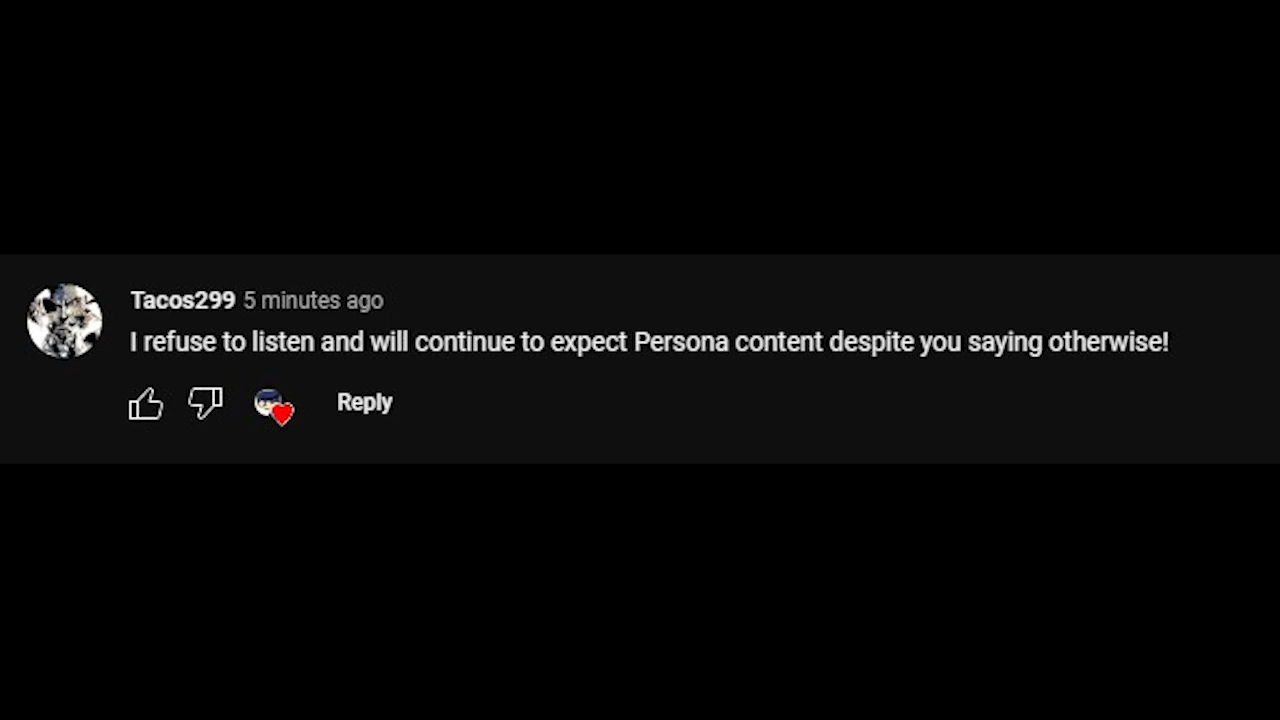 Tacos299 5 minutes ago
I refuse to listen and will continue to expect Persona content despite you saying otherwise!
Reply